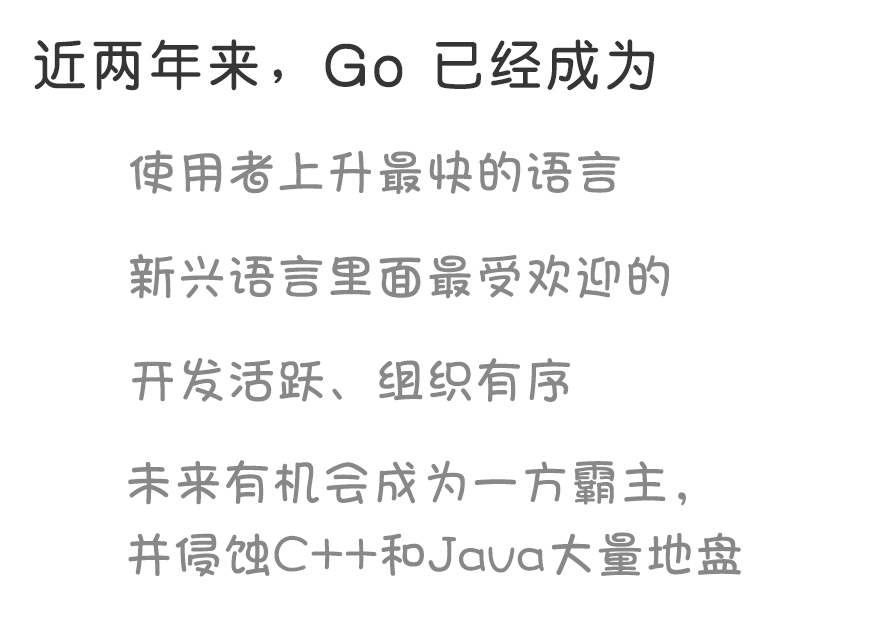 近两年来，Go 已经成为
使用者上升最快的语言
新兴语言里面最受欢迎的
开发活跃、组织有序
未来有机会成为一方霸主，
并侵蚀C++和Java大量地盘